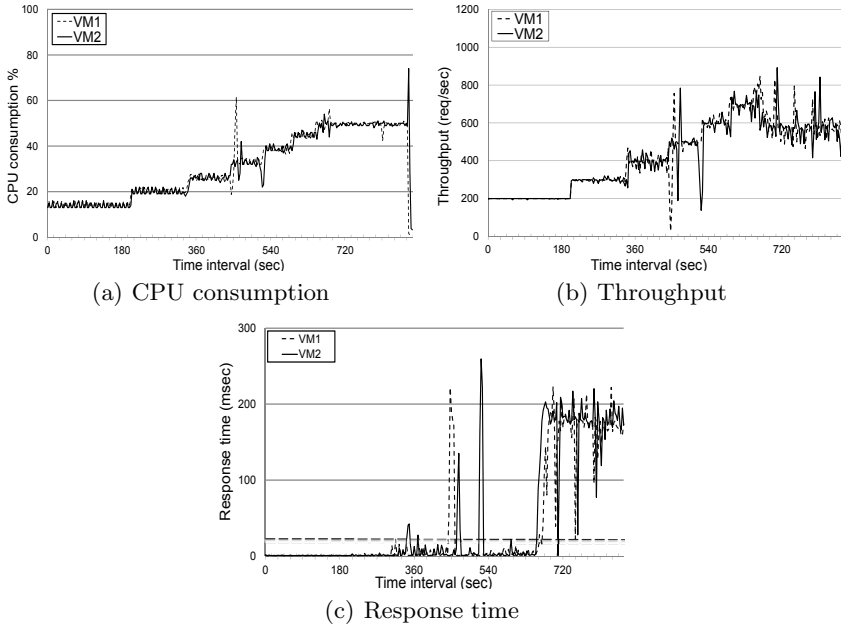 VM1
VM2
CPU consumption %
100
80
60
40
20
0
0 180 360 540 720
Time interval (sec)
(a) CPU consumption
VM1
VM2
Throughput (req/sec)
1200
1000
800
600
400
200
0
0 180 360 540 720
Time interval (sec)
(b) Throughput
VM1
VM2
Response time (msec)
300
200
100
0
0 180 360 540 720
Time interval (sec)
(c) Response time